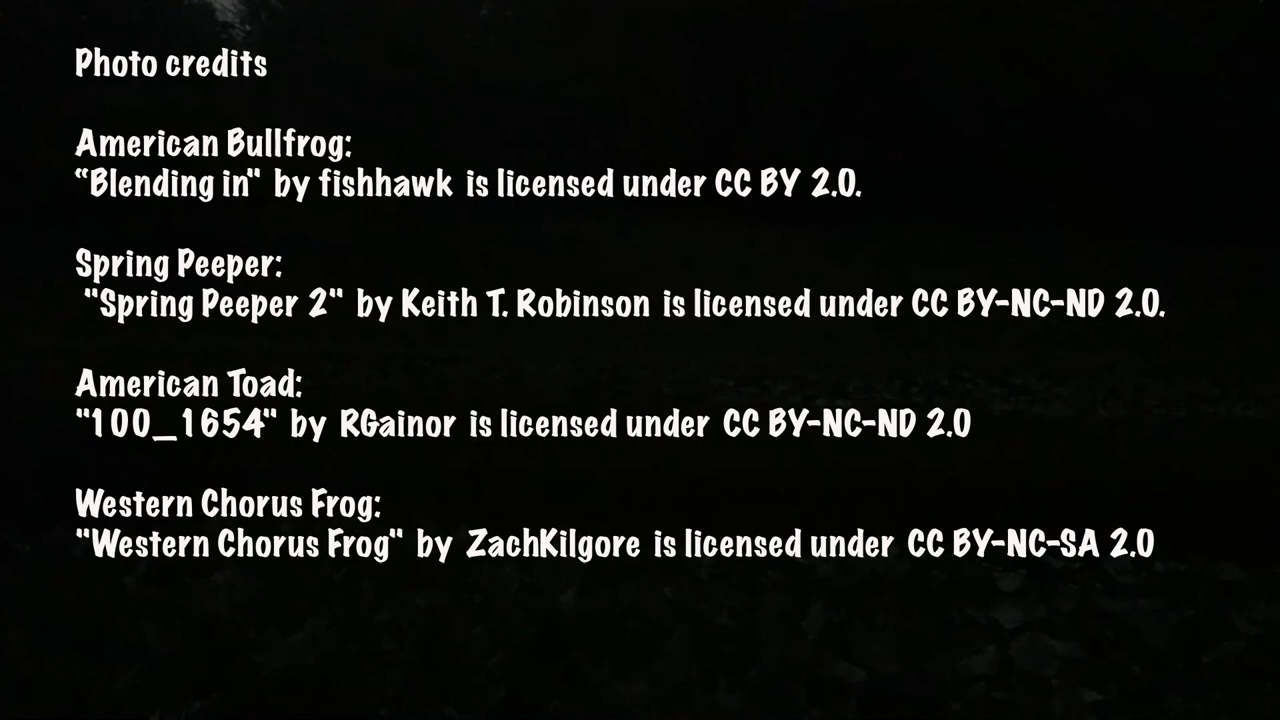 Photo credits
American Bullfrog:
“Blending in" by fishhawk is licensed under CC BY 2.0.
Spring Peeper:
"Spring Peeper 2" by Keith T. Robinson is licensed under CC BY-NC-ND 2.0.
American Toad:
"100_1654" by RGainor is licensed under CC BY-NC-ND 2.0
Western Chorus Frog:
"Western Chorus Frog" by ZachKilgore is licensed under CC BY-NC-SA 2.0